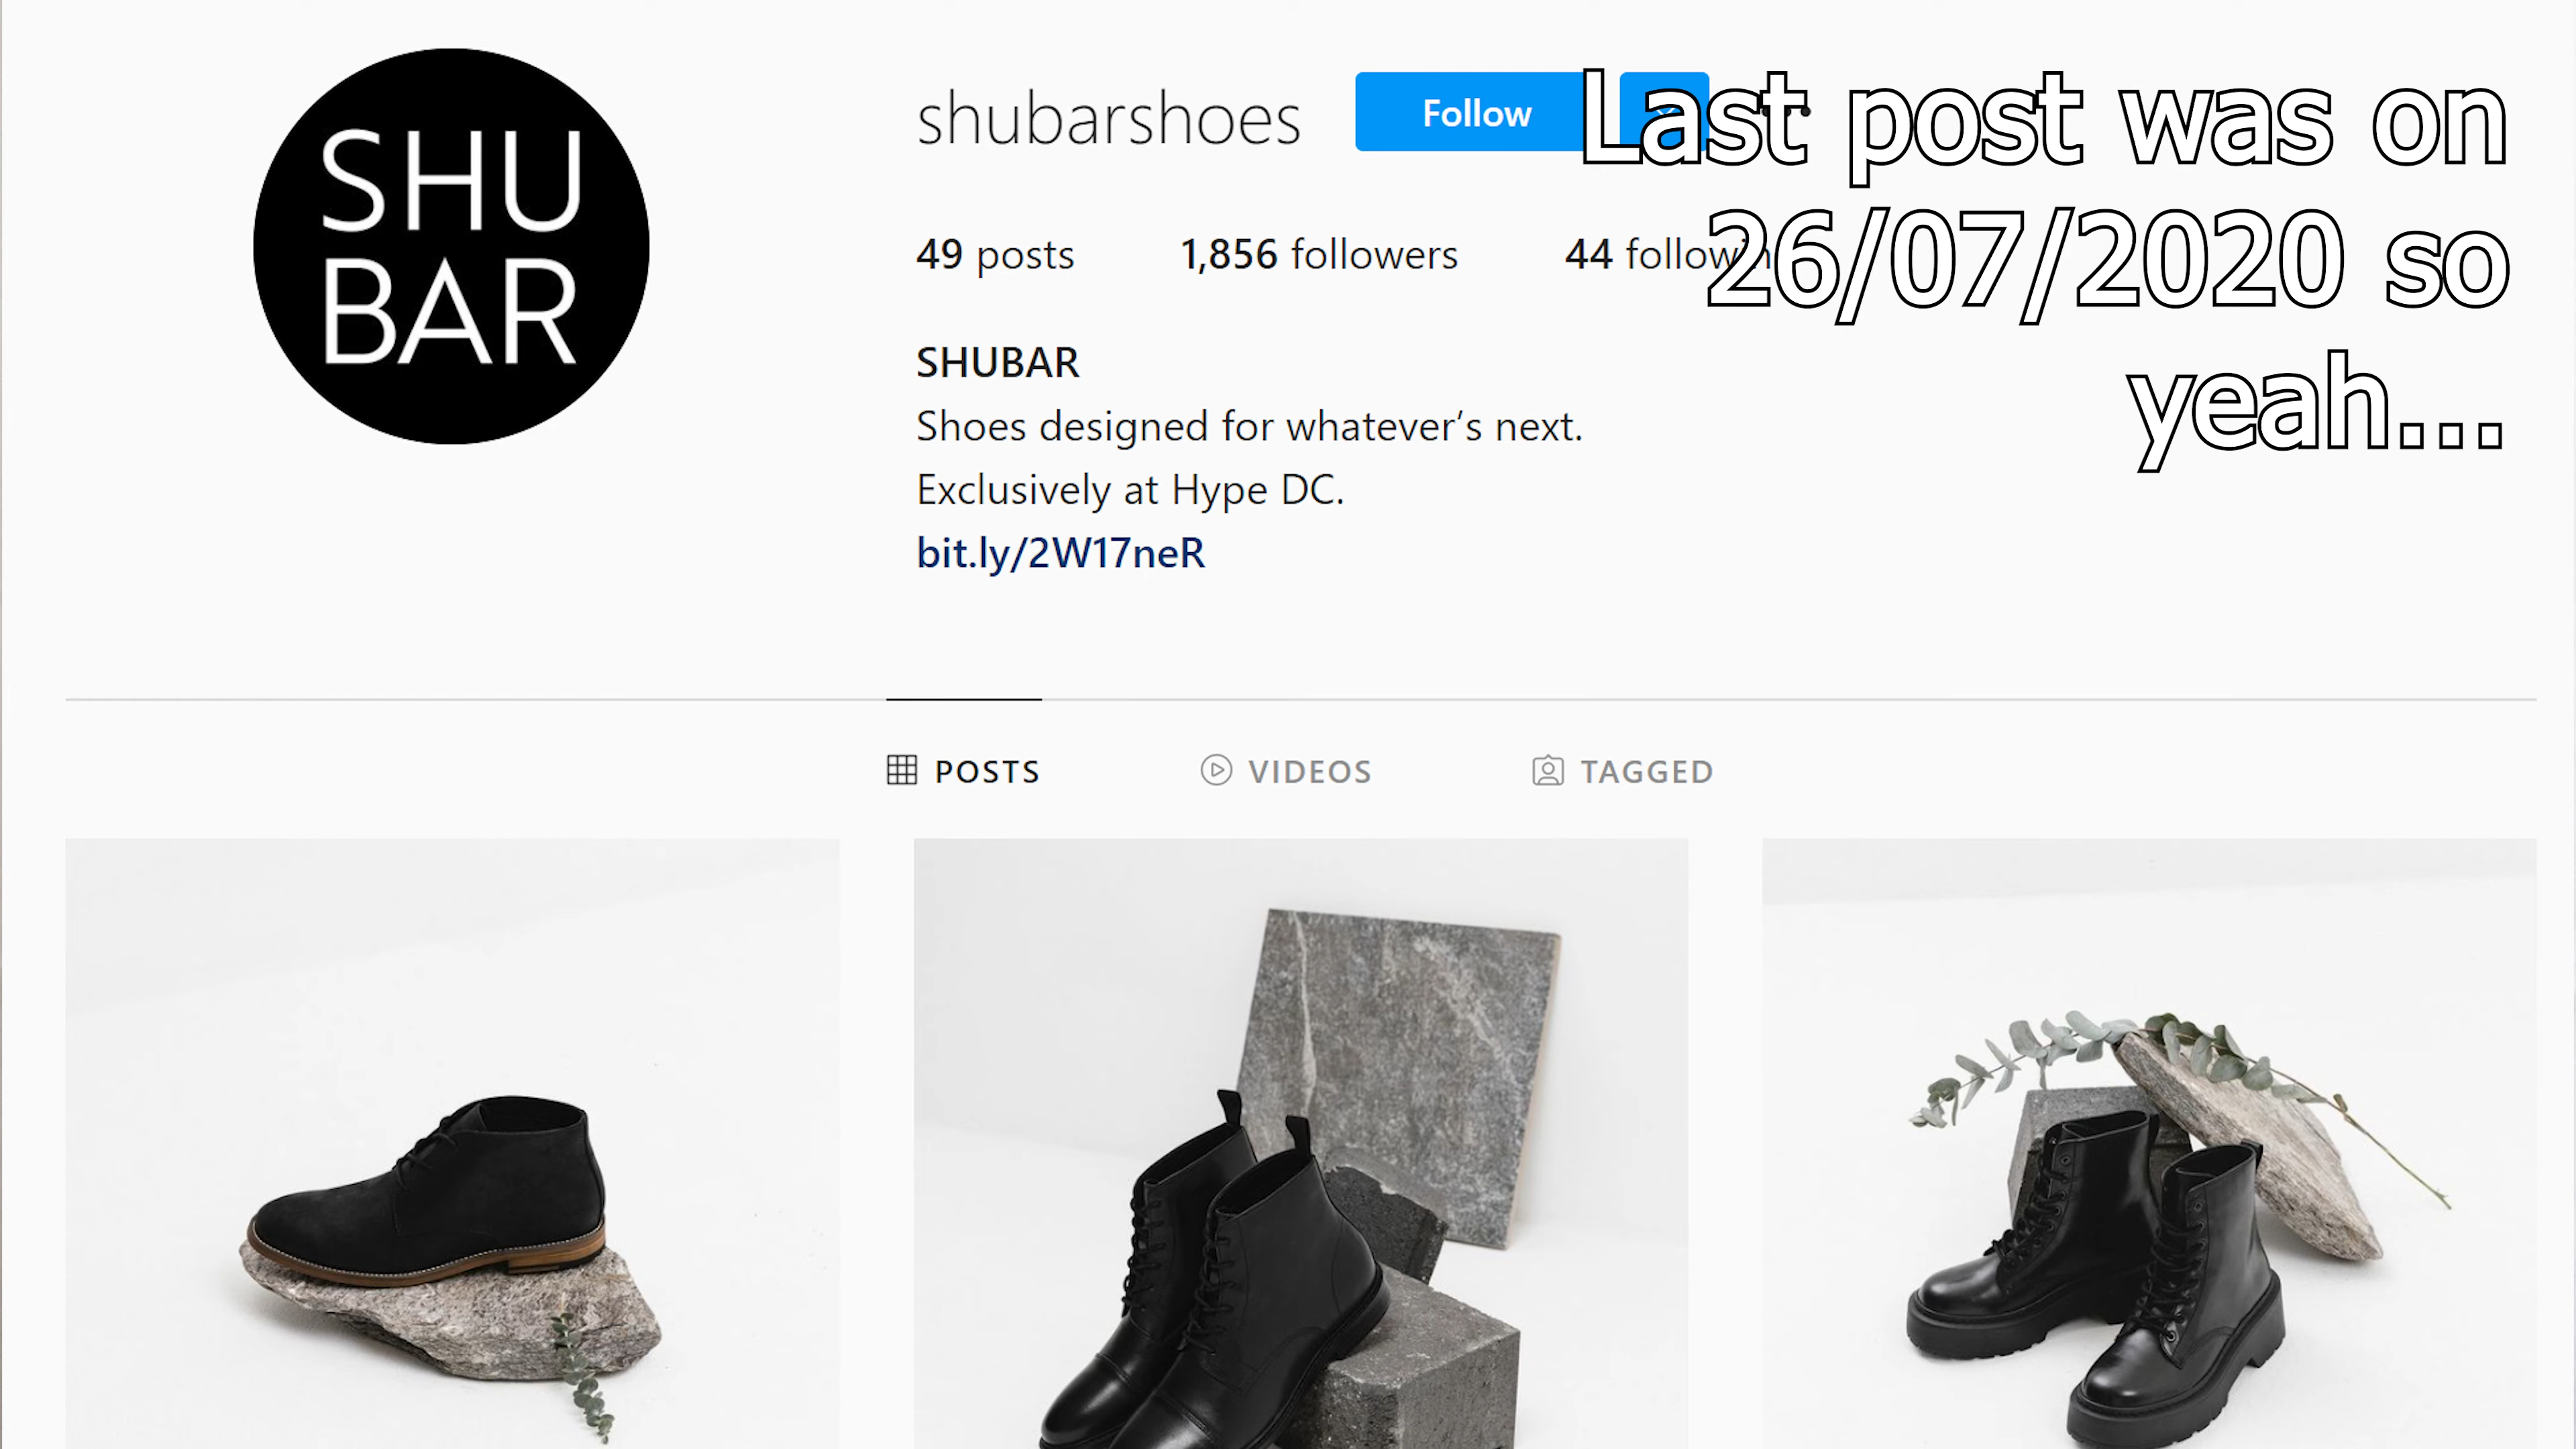 SHU
BAR
shubarshoes
Follow
Last post was on
26/07/2020 so
yeah...
49 posts
1,856 followers
44 followin
SHUBAR
Shoes designed for whatever’s next.
Exclusively at Hype DC.
bit.ly/2W17neR
POSTS
VIDEOS
TAGGED